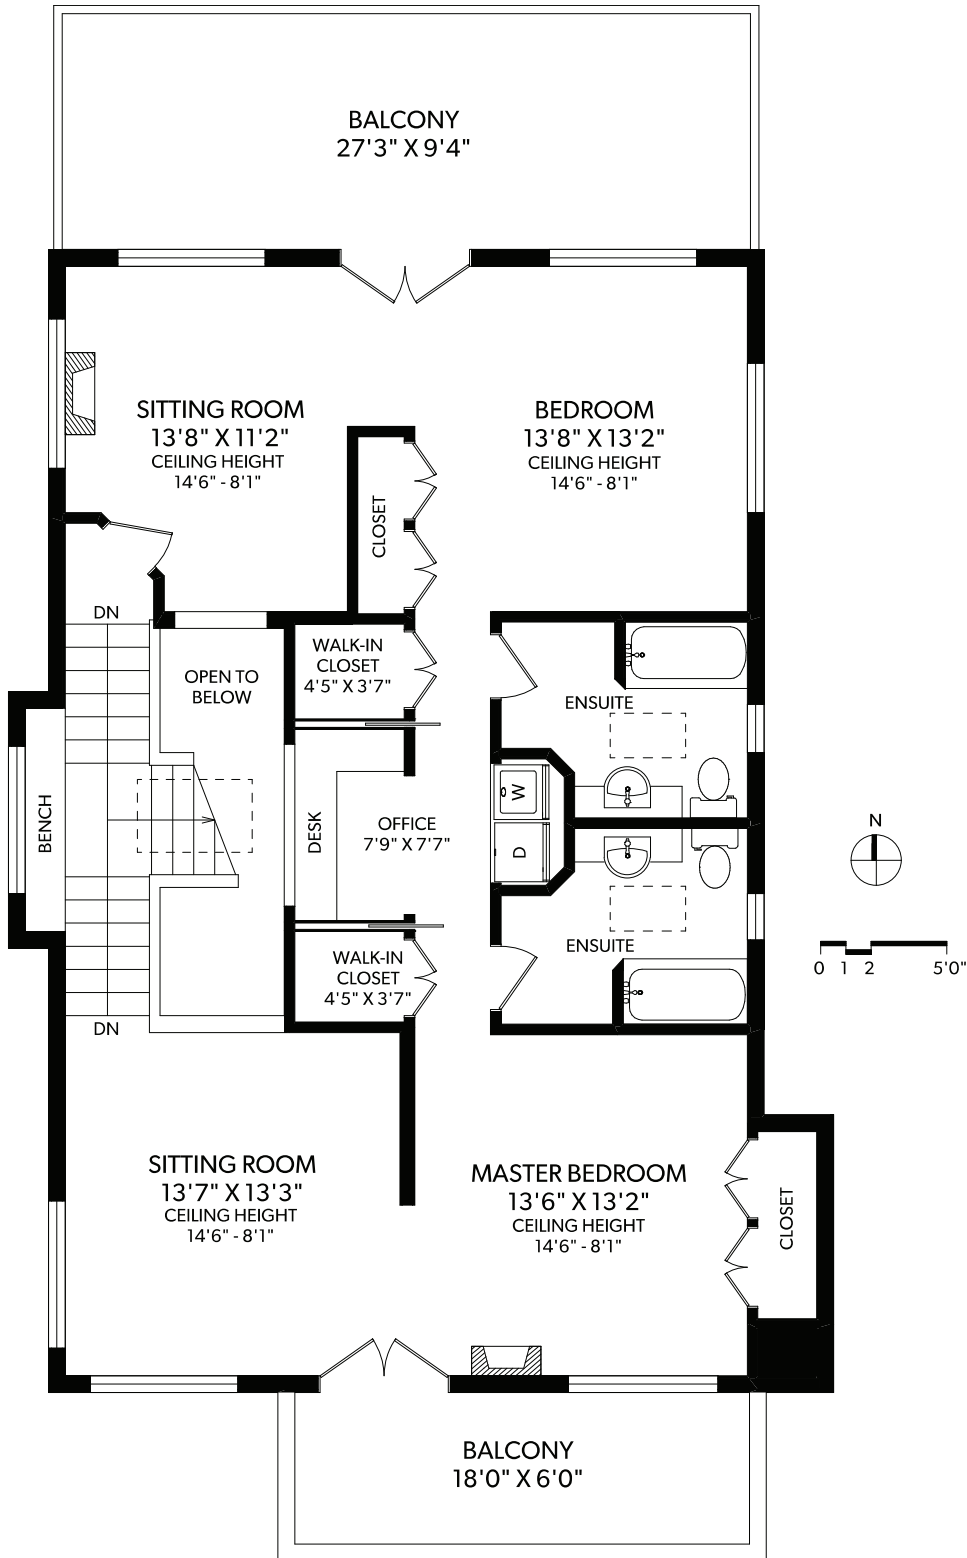 BALCONY
27'3" X 9'4"
SITTING ROOM
13'8" X 11'2"
CEILING HEIGHT
14'6" - 8'1"
BEDROOM
13'8" X 13'2"
CEILING HEIGHT
14'6" - 8'1"
CLOSET
DN
OPEN TO
BELOW
WALK-IN
CLOSET
4'5" X 3'7"
ENSUITE
BENCH
DESK
OFFICE
7'9" X 7'7"
W
D
N
0 1 2 5'0"
ENSUITE
WALK-IN
CLOSET
4'5" X 3'7"
DN
SITTING ROOM
13'7" X 13'3"
CEILING HEIGHT
14'6" - 8'1"
MASTER BEDROOM
13'6" X 13'2"
CEILING HEIGHT
14'6" - 8'1"
CLOSET
BALCONY
18'0" X 6'0"